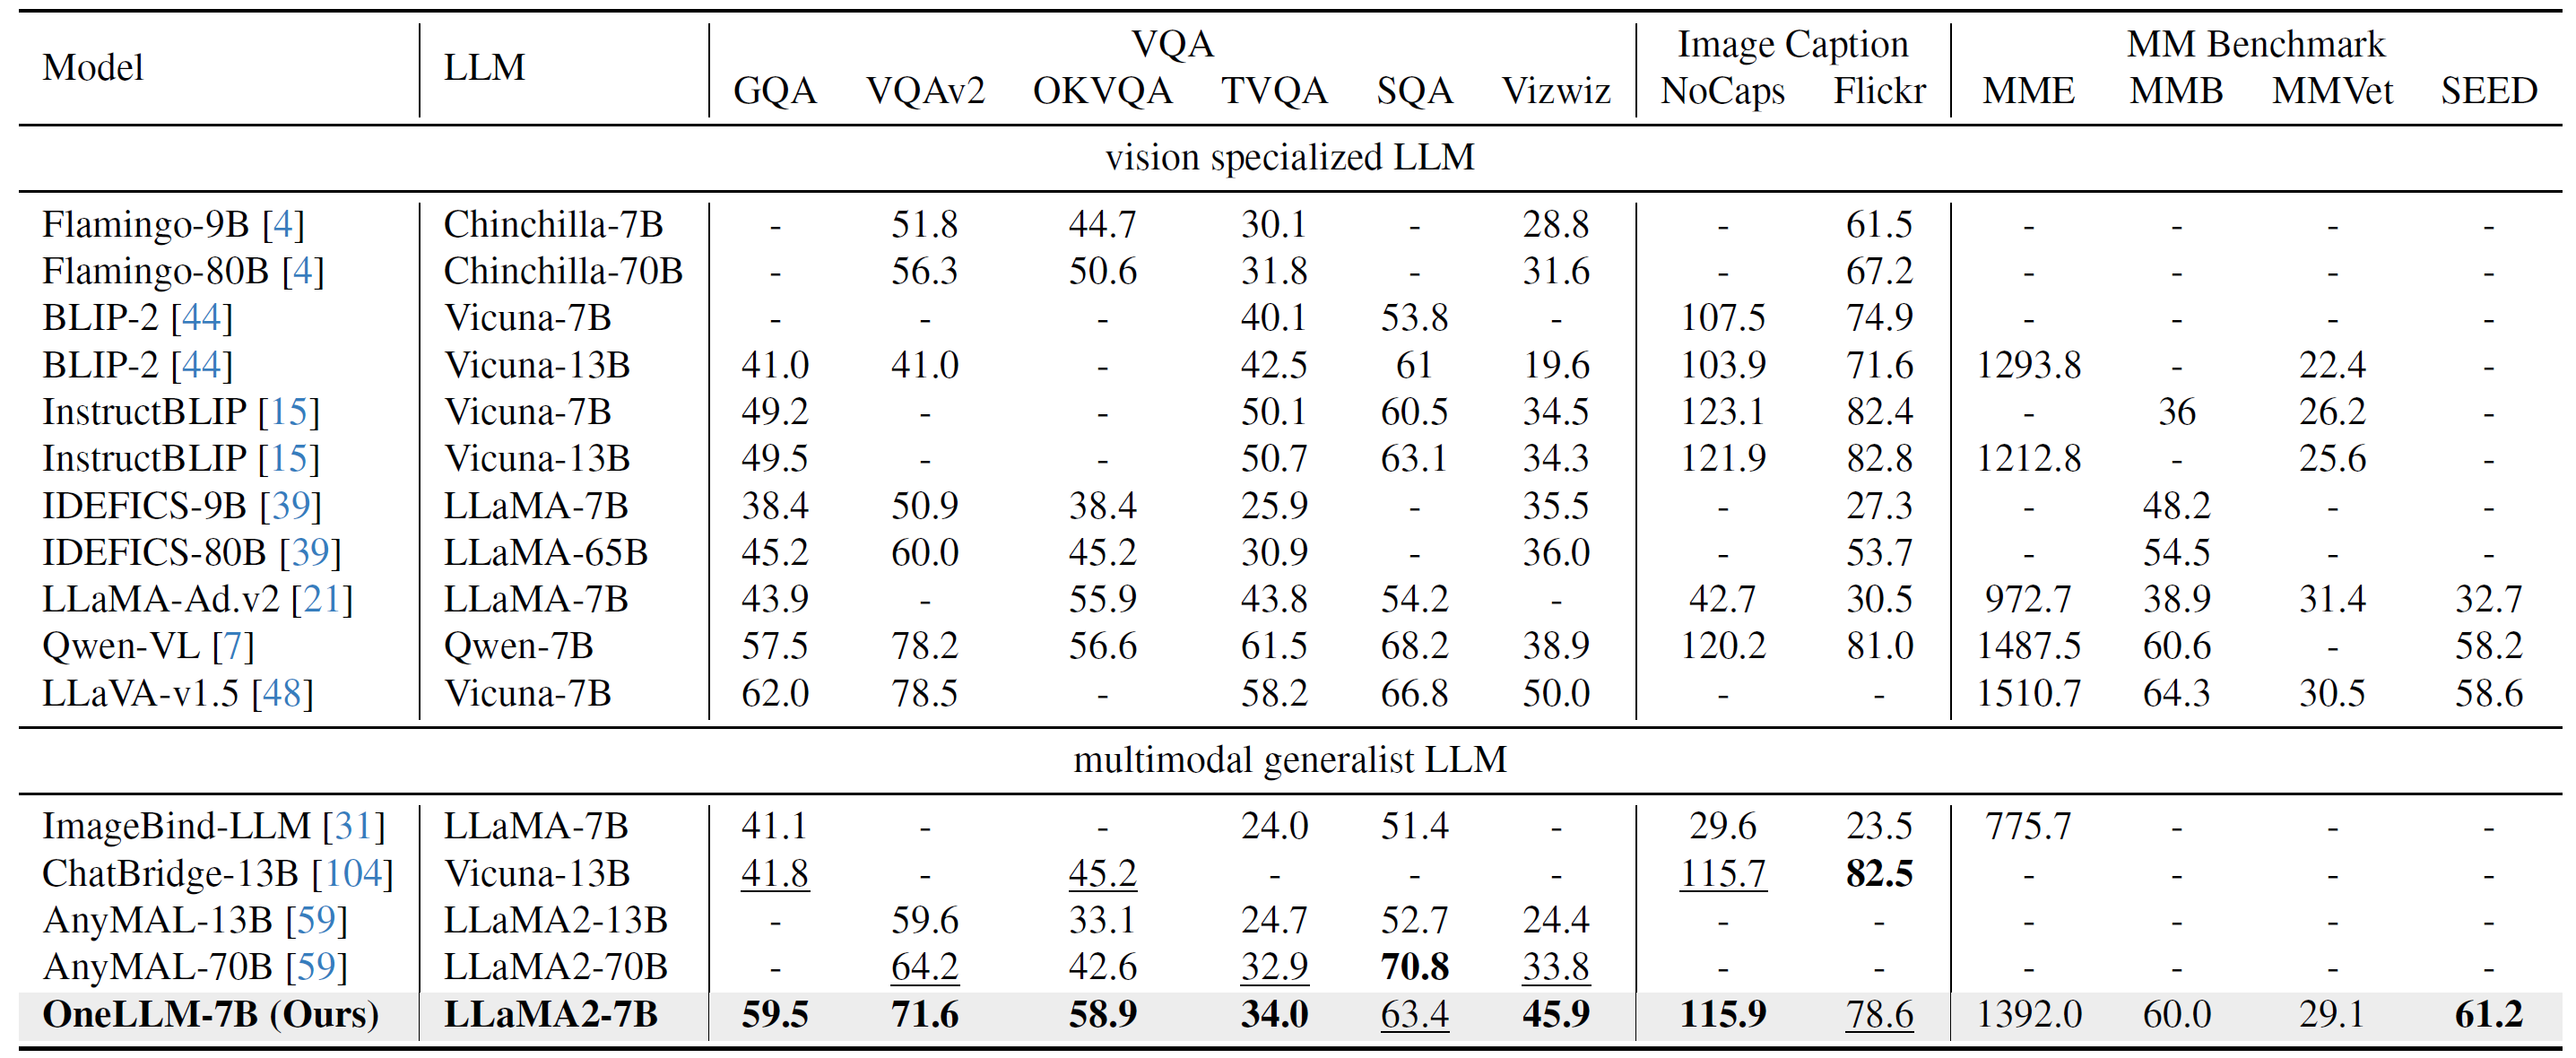 Model LLM VQA Image Caption MM Benchmark
GQA VQAv2 OKVQA TVQA SQA Vizwiz NoCaps Flickr MME MMB MMVet SEED
vision specialized LLM
Flamingo-9B [4] Chinchilla-7B - 51.8 44.7 30.1 - 28.8 - 61.5 - - - -
Flamingo-80B [4] Chinchilla-70B - 56.3 50.6 31.8 - 31.6 - 67.2 - - - -
BLIP-2 [44] Vicuna-7B - - - 40.1 53.8 - 107.5 74.9 - - - -
BLIP-2 [44] Vicuna-13B 41.0 41.0 - 42.5 61 19.6 103.9 71.6 1293.8 - 22.4 -
InstructBLIP [15] Vicuna-7B 49.2 - - 50.1 60.5 34.5 123.1 82.4 - 36 26.2 -
InstructBLIP [15] Vicuna-13B 49.5 - - 50.7 63.1 34.3 121.9 82.8 1212.8 - 25.6 -
IDEFICS-9B [39] LLaMA-7B 38.4 50.9 38.4 25.9 - 35.5 - 27.3 - 48.2 - -
IDEFICS-80B [39] LLaMA-65B 45.2 60.0 45.2 30.9 - 36.0 - 53.7 - 54.5 - -
LLaMA-Ad.v2 [21] LLaMA-7B 43.9 - 55.9 43.8 54.2 - 42.7 30.5 972.7 38.9 31.4 32.7
Qwen-VL [7] Qwen-7B 57.5 78.2 56.6 61.5 68.2 38.9 120.2 81.0 1487.5 60.6 - 58.2
LLaVA-v1.5 [48] Vicuna-7B 62.0 78.5 - 58.2 66.8 50.0 - - 1510.7 64.3 30.5 58.6
multimodal generalist LLM
ImageBind-LLM [31] LLaMA-7B 41.1 - - 24.0 51.4 - 29.6 23.5 775.7 - - -
ChatBridge-13B [104] Vicuna-13B 41.8 - 45.2 - - - 115.7 82.5 - - - -
AnyMAL-13B [59] LLaMA2-13B - 59.6 33.1 24.7 52.7 24.4 - - - - - -
AnyMAL-70B [59] LLaMA2-70B - 64.2 42.6 32.9 70.8 33.8 - - - - - -
OneLLM-7B (Ours) LLaMA2-7B 59.5 71.6 58.9 34.0 63.4 45.9 115.9 78.6 1392.0 60.0 29.1 61.2